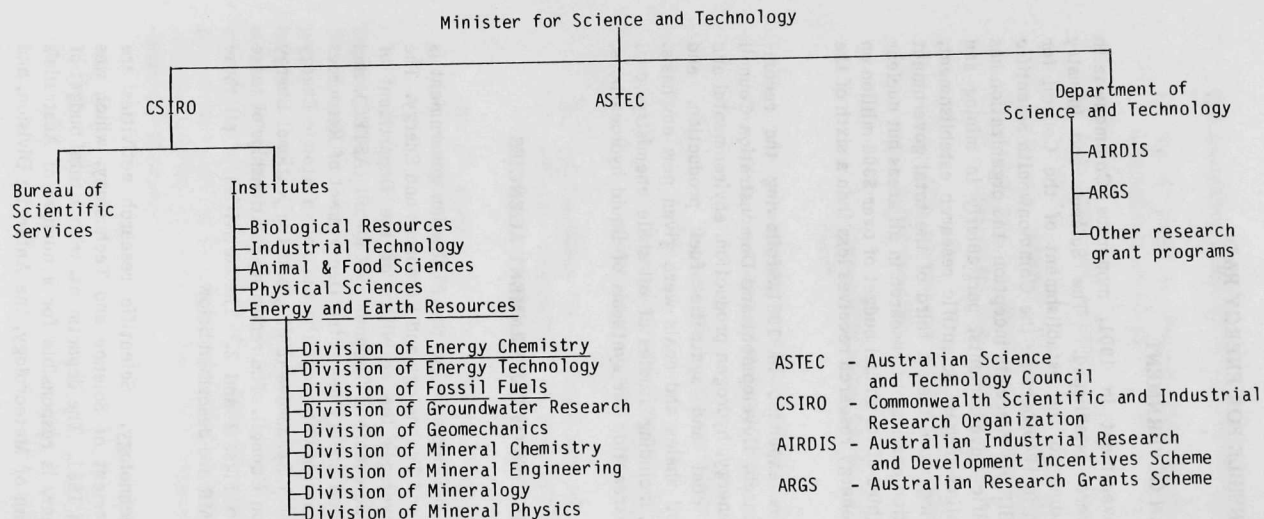 Minister for Science and Technology
CSIRO
ASTEC
Department of
Science and Technology
AIRDIS
ARGS
Other research
grant programs
Bureau of
Scientific
Services
Institutes
Biological Resources
Industrial Technology
Animal & Food Sciences
Physical Sciences
Energy and Earth Resources
Division of Energy Chemistry
Division of Energy Technology
Division of Fossil Fuels
Division of Groundwater Research
Division of Geomechanics
Division of Mineral Chemistry
Division of Mineral Engineering
Division of Mineralogy
Division of Mineral Physics
ASTEC - Australian Science
and Technology Council
CSIRO - Commonwealth Scientific and Industrial
Research Organization
AIRDIS - Australian Industrial Research
and Development Incentives Scheme
ARGS - Australian Research Grants Scheme